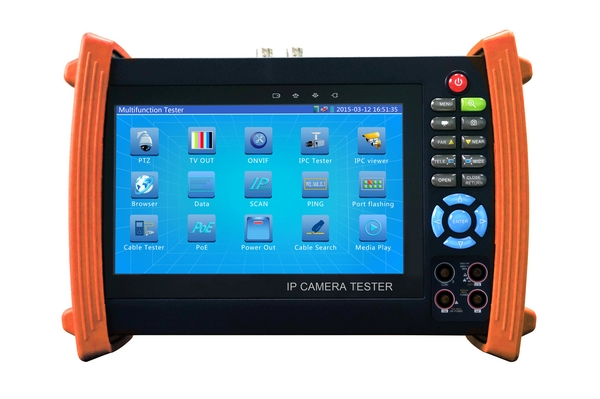 Multifunction Tester 2015-03-12 16:51:35
PTZ TV OUT ONVIF IPC Tester IPC viewer
Browser Data SCAN PING Port flashing
Cable Tester PoE Power Out Cable Search Media Play
IP CAMERA TESTER
MENU
FAR NEAR
TELE WIDE
OPEN CLOSE RETURN
ENTER